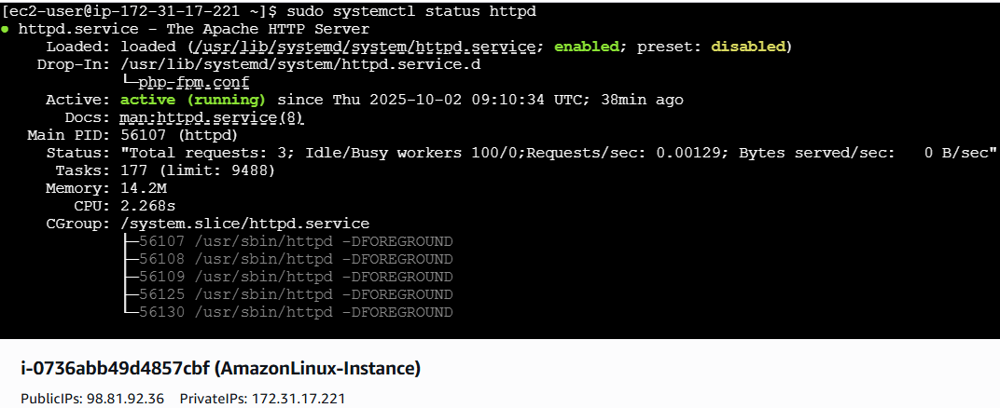 [ec2-user@ip-172-31-17-221 ~]$ sudo systemctl status httpd
● httpd.service - The Apache HTTP Server
Loaded: loaded (/usr/lib/systemd/system/httpd.service; enabled; preset: disabled)
Drop-In: /usr/lib/systemd/system/httpd.service.d
└─php-fpm.conf
Active: active (running) since Thu 2025-10-02 09:10:34 UTC; 38min ago
Docs: man:httpd.service(8)
Main PID: 56107 (httpd)
Status: "Total requests: 3; Idle/Busy workers 100/0;Requests/sec: 0.00129; Bytes served/sec:   0 B/sec"
Tasks: 177 (limit: 9488)
Memory: 14.2M
CPU: 2.268s
CGroup: /system.slice/httpd.service
├─56107 /usr/sbin/httpd -DFOREGROUND
├─56108 /usr/sbin/httpd -DFOREGROUND
├─56109 /usr/sbin/httpd -DFOREGROUND
├─56125 /usr/sbin/httpd -DFOREGROUND
└─56130 /usr/sbin/httpd -DFOREGROUND
i-0736abb49d4857cbf (AmazonLinux-Instance)
PublicIPs: 98.81.92.36 PrivateIPs: 172.31.17.221